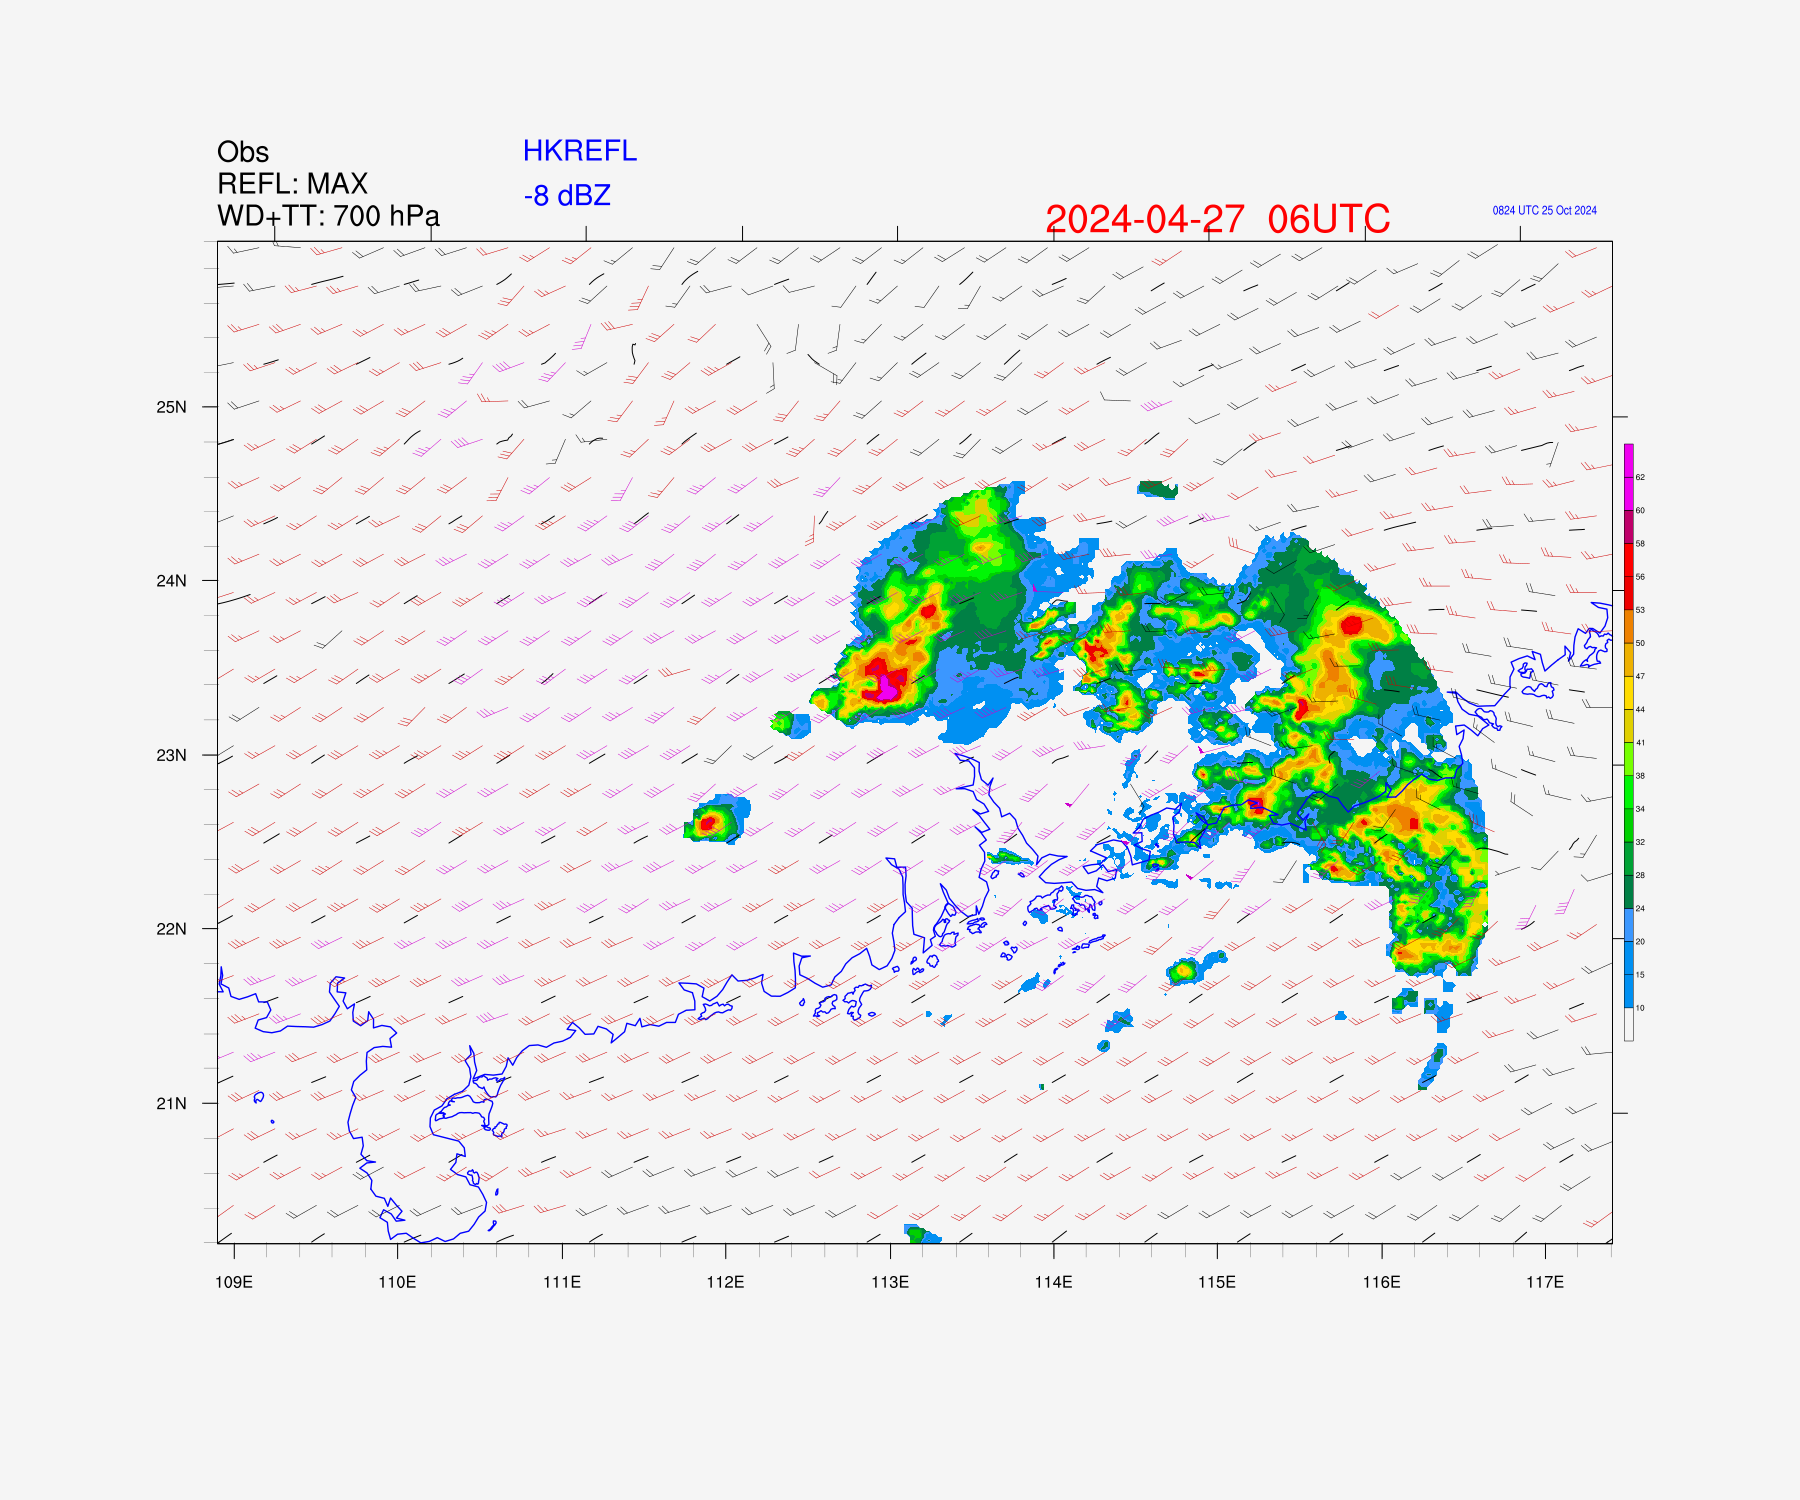 Obs
HKREFL
REFL: MAX
-8 dBZ
WD+TT: 700 hPa
2024-04-27 06UTC
0824 UTC 25 Oct 2024
25N
24N
23N
22N
21N
62
60
58
56
53
50
47
44
41
38
34
32
28
24
20
15
10
109E 110E 111E 112E 113E 114E 115E 116E 117E